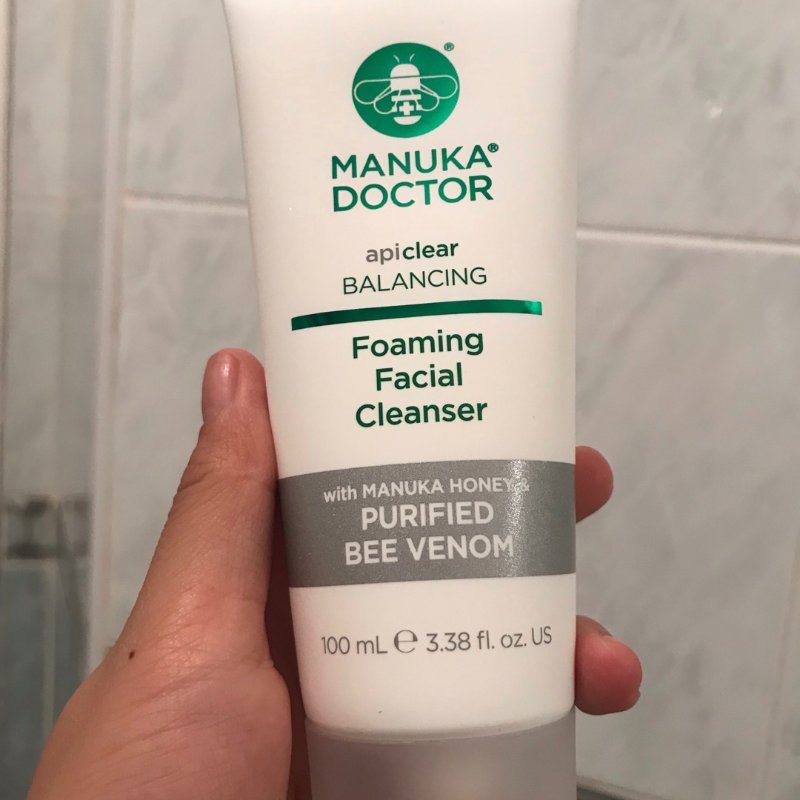 MANUKA®
DOCTOR
apiclear
BALANCING
Foaming
Facial
Cleanser
with MANUKA HONEY &
PURIFIED
BEE VENOM
100 mL ℮ 3.38 fl. oz. US